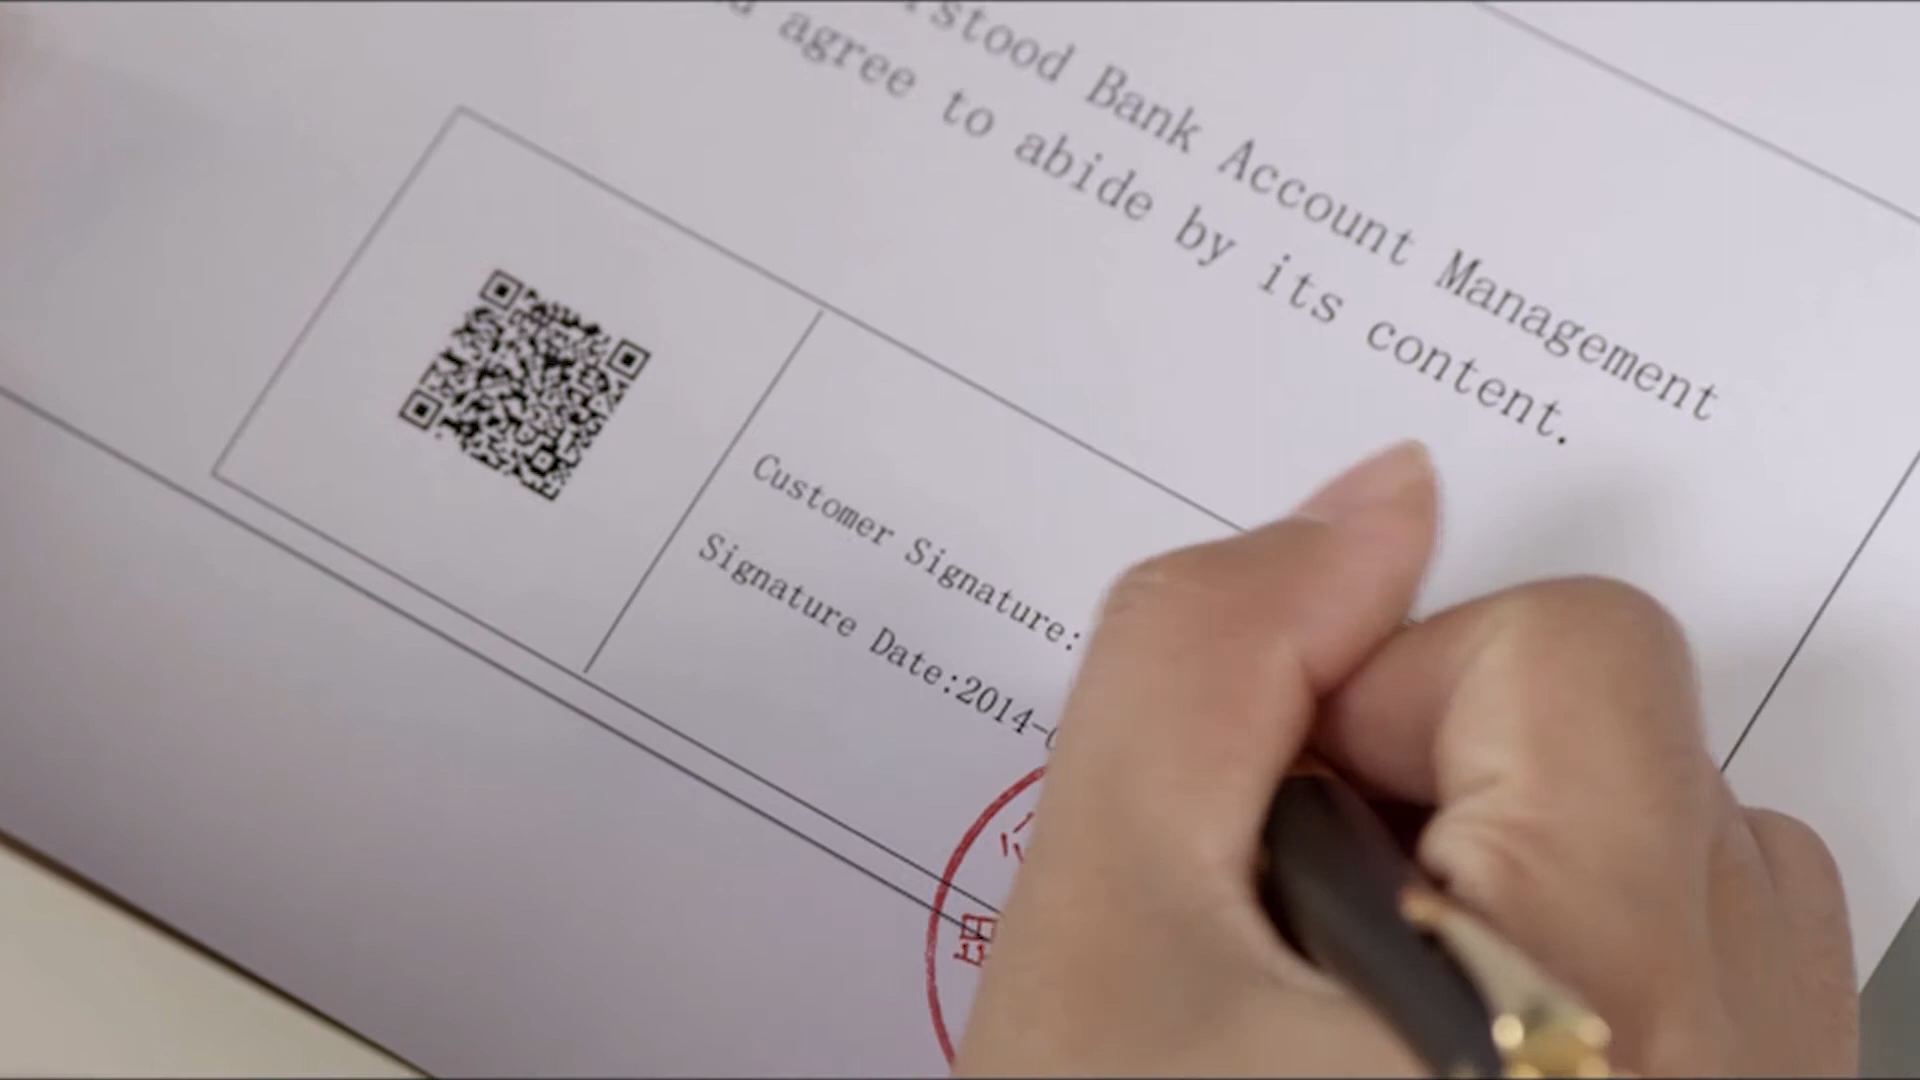 stood Bank Account Management
agree to abide by its content.
Customer Signature:
Signature Date:2014-